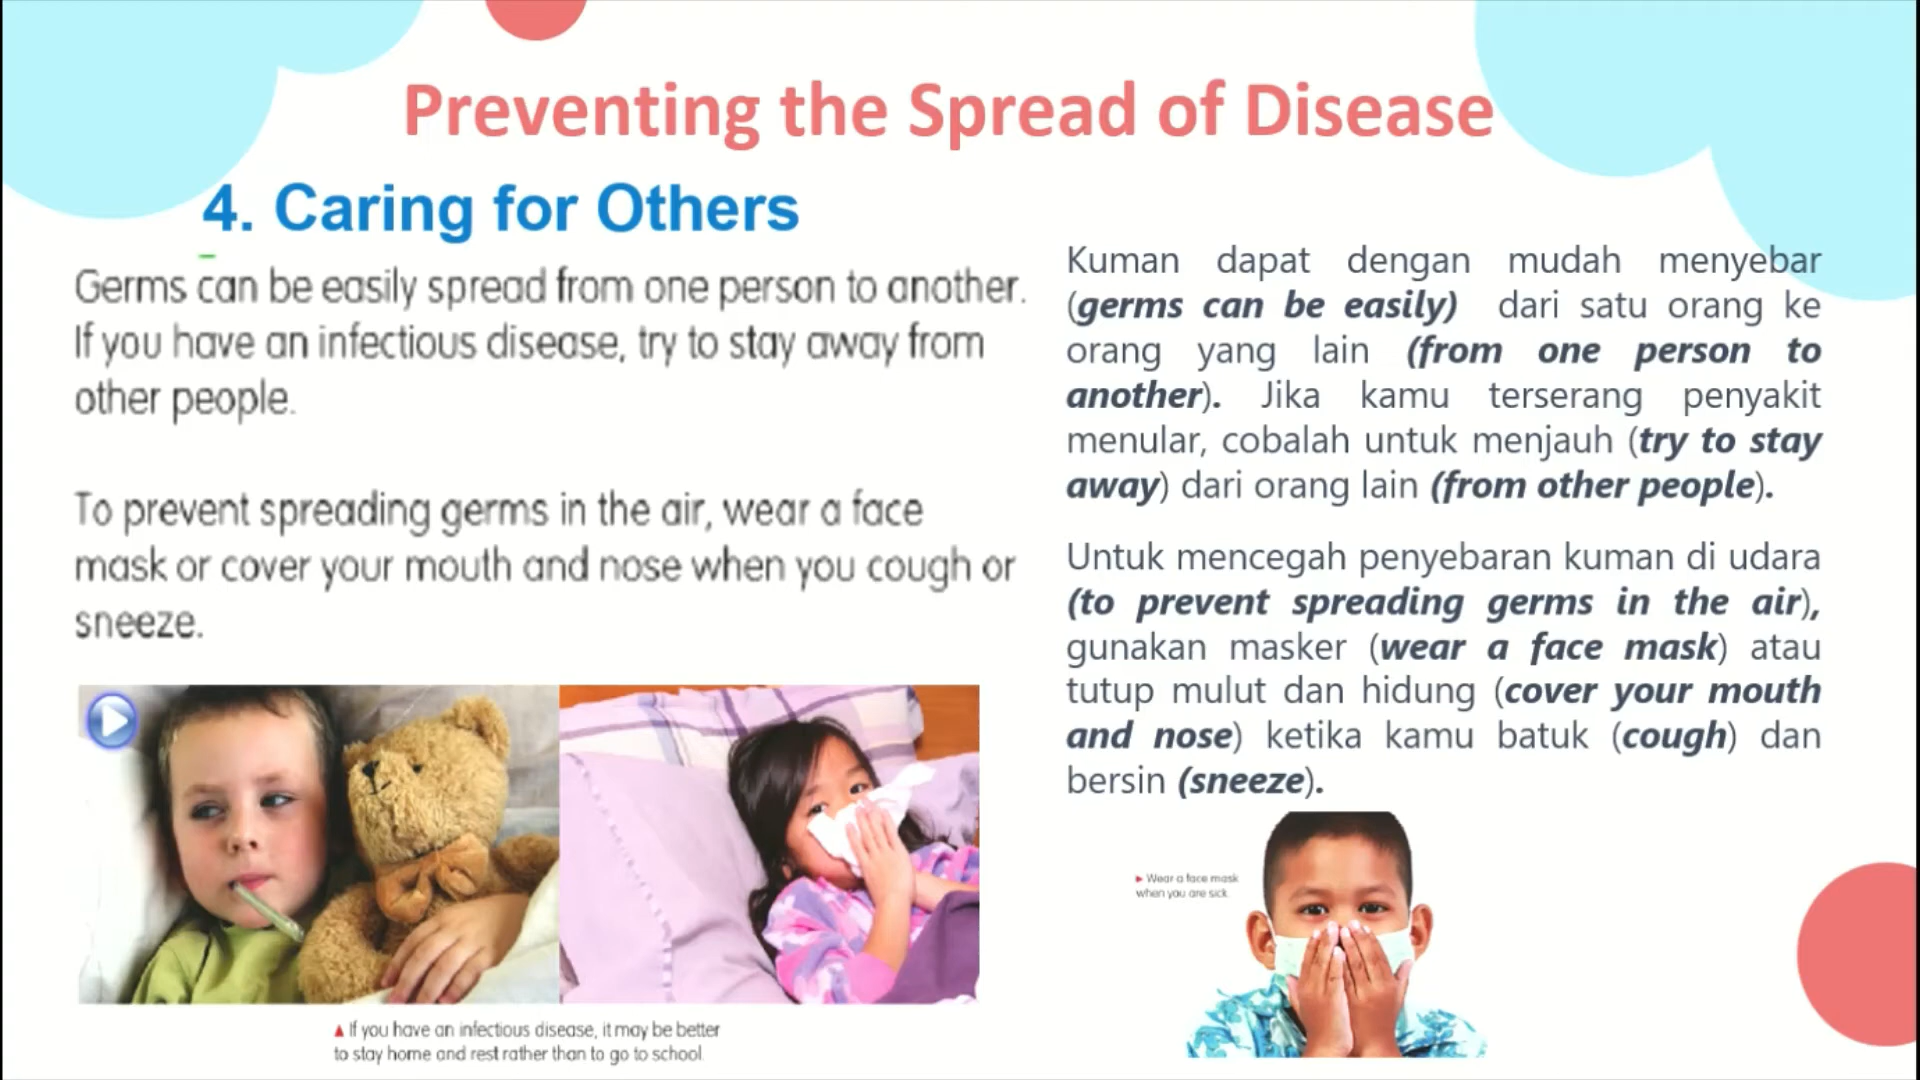 Preventing the Spread of Disease
4. Caring for Others
Germs can be easily spread from one person to another.
If you have an infectious disease, try to stay away from
other people.
To prevent spreading germs in the air, wear a face
mask or cover your mouth and nose when you cough or
sneeze.
▲ If you have an infectious disease, it may be better
to stay home and rest rather than to go to school.
Kuman dapat dengan mudah menyebar
(germs can be easily) dari satu orang ke
orang yang lain (from one person to
another). Jika kamu terserang penyakit
menular, cobalah untuk menjauh (try to stay
away) dari orang lain (from other people).
Untuk mencegah penyebaran kuman di udara
(to prevent spreading germs in the air),
gunakan masker (wear a face mask) atau
tutup mulut dan hidung (cover your mouth
and nose) ketika kamu batuk (cough) dan
bersin (sneeze).
► Wear a face mask
when you are sick.